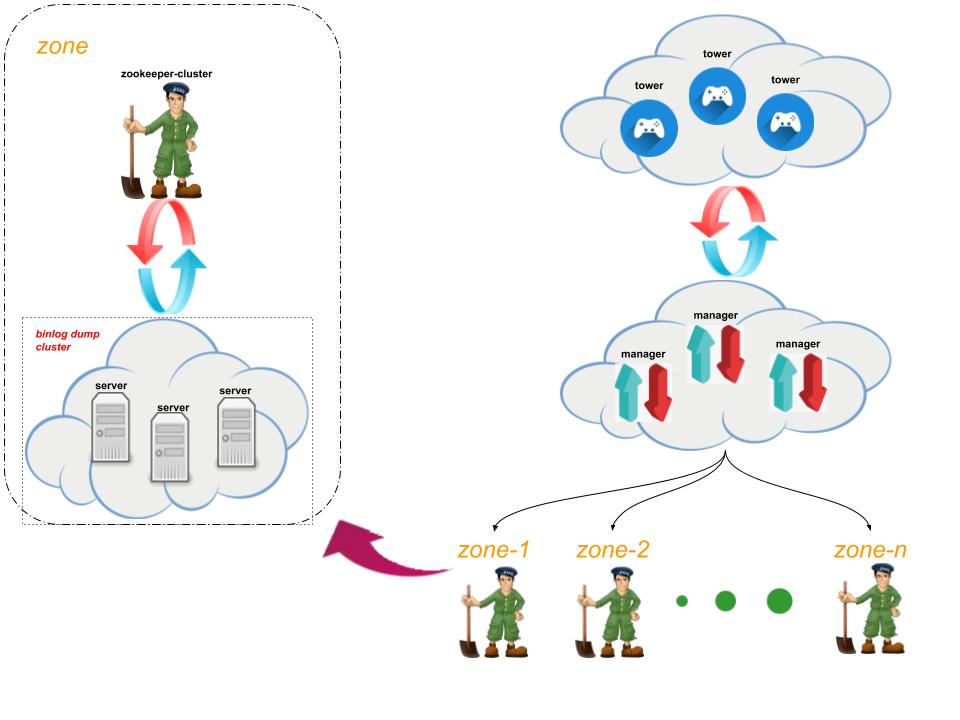 zone
zookeeper-cluster
binlog dump
cluster
server
server
server
tower
tower
tower
manager
manager
manager
zone-1
zone-2
zone-n